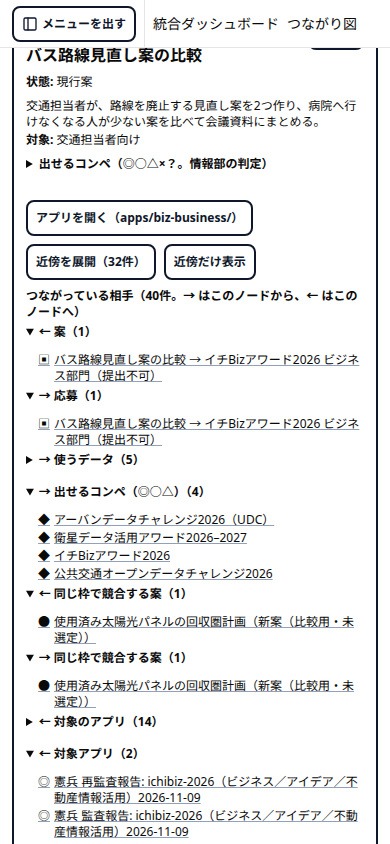 メニューを出す
統合ダッシュボード つながり図
バス路線見直し案の比較
状態: 現行案
交通担当者が、路線を廃止する見直し案を2つ作り、病院へ行
けなくなる人が少ない案を比べて会議資料にまとめる。
対象: 交通担当者向け
▶ 出せるコンペ（◎〇△×？。情報部の判定）
アプリを開く（apps/biz-business/）
近傍を展開（32件）
近傍だけ表示
つながっている相手（40件。→ はこのノードから、← はこの
ノードへ）
▼ ← 案（1）
▣ バス路線見直し案の比較 → イチBizアワード2026 ビジネ
ス部門（提出不可）
▼ → 応募（1）
▣ バス路線見直し案の比較 → イチBizアワード2026 ビジネ
ス部門（提出不可）
▶ → 使うデータ（5）
▼ → 出せるコンペ（◎〇△）（4）
◆ アーバンデータチャレンジ2026（UDC）
◆ 衛星データ活用アワード2026–2027
◆ イチBizアワード2026
◆ 公共交通オープンデータチャレンジ2026
▼ ← 同じ枠で競合する案（1）
● 使用済み太陽光パネルの回収圏計画（新案（比較用・未
選定））
▼ → 同じ枠で競合する案（1）
● 使用済み太陽光パネルの回収圏計画（新案（比較用・未
選定））
▶ ← 対象のアプリ（14）
▼ ← 対象アプリ（2）
◎ 憲兵 再監査報告: ichibiz-2026（ビジネス／アイデア／不
動産情報活用）2026-11-09
◎ 憲兵 監査報告: ichibiz-2026（ビジネス／アイデア／不動
産情報活用）2026-11-09